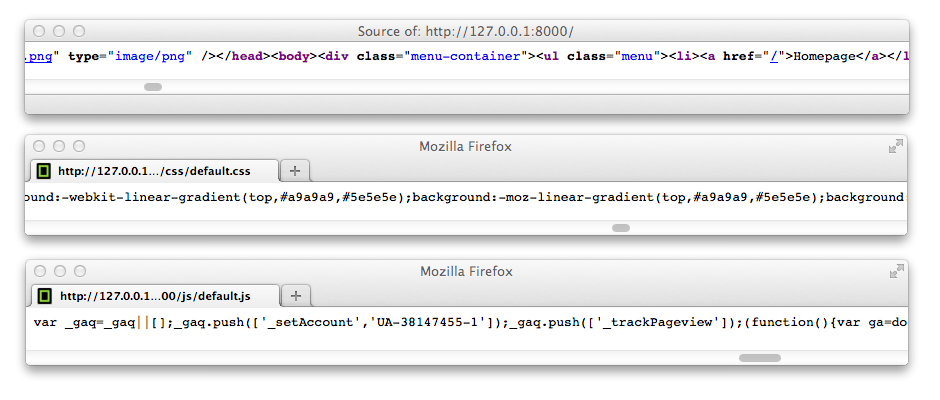 Source of: http://127.0.0.1:8000/
.png" type="image/png" /></head><body><div class="menu-container"><ul class="menu"><li><a href="/">Homepage</a></l
Mozilla Firefox
http://127.0.0.1.../css/default.css
ound:-webkit-linear-gradient(top,#a9a9a9,#5e5e5e);background:-moz-linear-gradient(top,#a9a9a9,#5e5e5e);background
Mozilla Firefox
http://127.0.0.1...00/js/default.js
var _gaq=_gaq||[];_gaq.push(['_setAccount','UA-38147455-1']);_gaq.push(['_trackPageview']);(function(){var ga=do